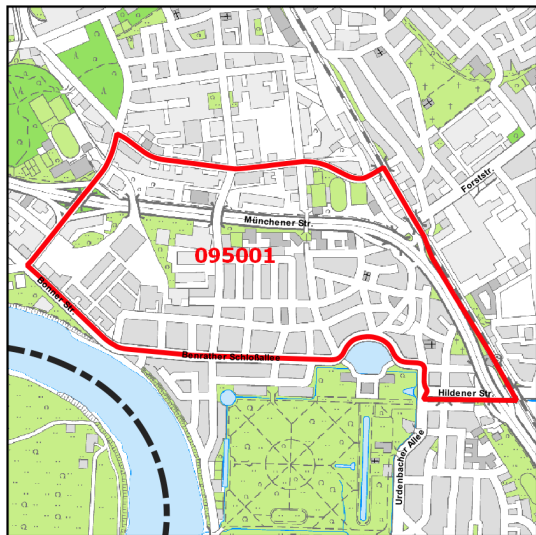 Forststr.
Münchener Str.
095001
Bonner Str.
Benrather Schloßallee
Hildener Str.
Urdenbacher Allee